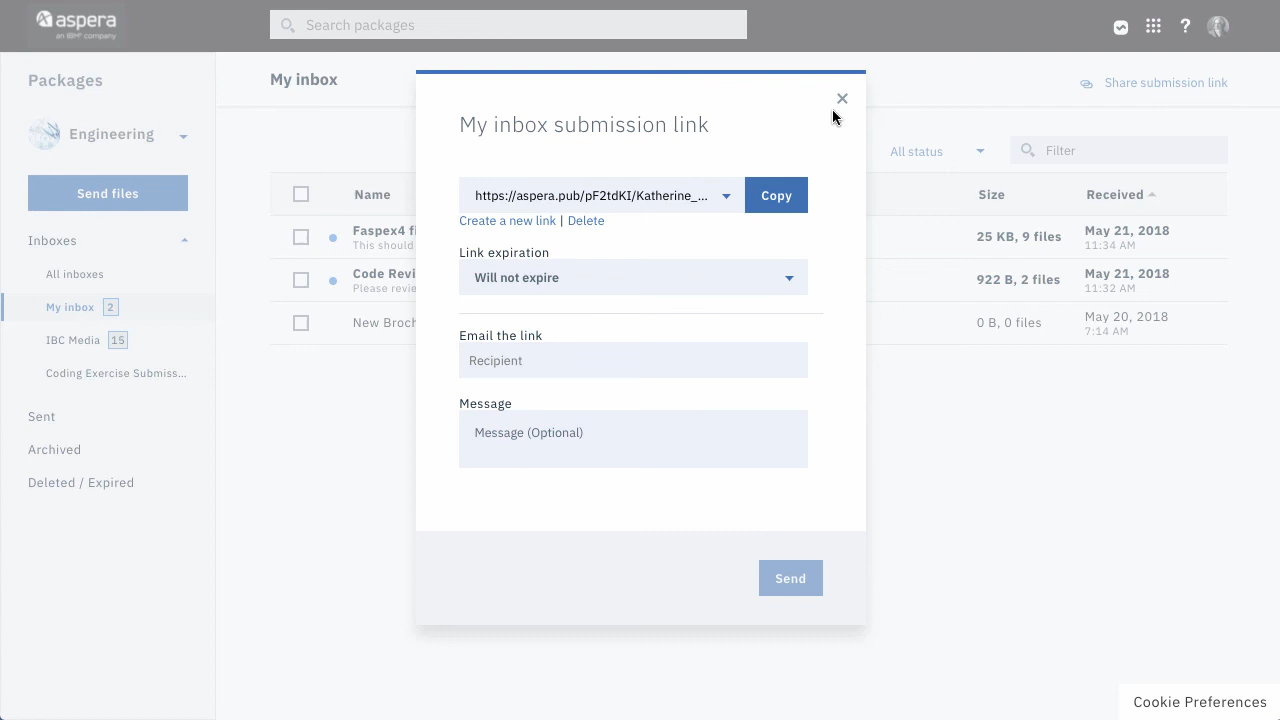 aspera
an IBM company
Search packages
?
Packages
My inbox
Share submission link
Engineering
Send files
Inboxes
All inboxes
My inbox 2
IBC Media 15
Coding Exercise Submiss...
Sent
Archived
Deleted / Expired
All status
Filter
Name
Size
Received
Faspex4 fi
This should
25 KB, 9 files
May 21, 2018
11:34 AM
Code Revi
Please revie
922 B, 2 files
May 21, 2018
11:32 AM
New Broch
0 B, 0 files
May 20, 2018
7:14 AM
My inbox submission link
https://aspera.pub/pF2tdKI/Katherine_...
Copy
Create a new link | Delete
Link expiration
Will not expire
Email the link
Recipient
Message
Message (Optional)
Send
Cookie Preferences